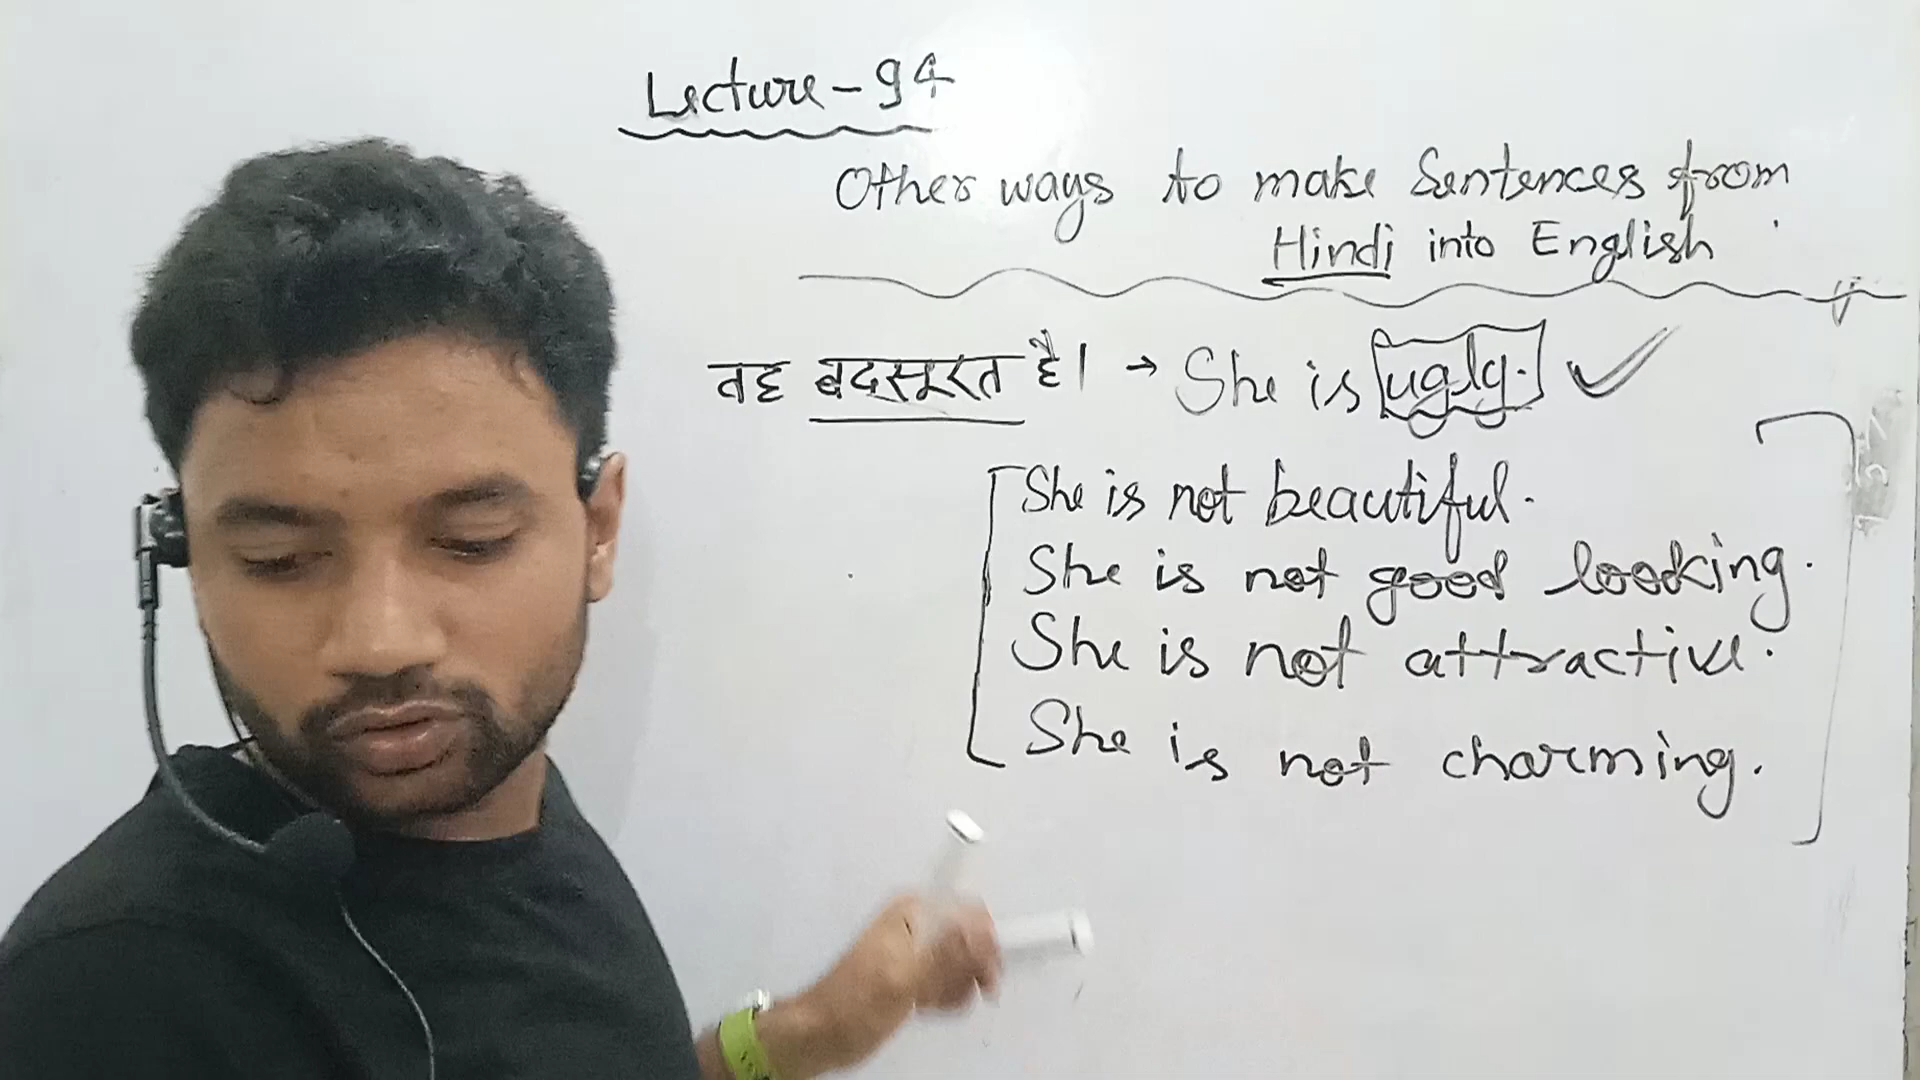 Lecture-94
Other ways to make Sentences from
Hindi into English
वह बदसूरत है। → She is ugly. ✓
She is not beautiful.
She is not good looking.
She is not attractive.
She is not charming.